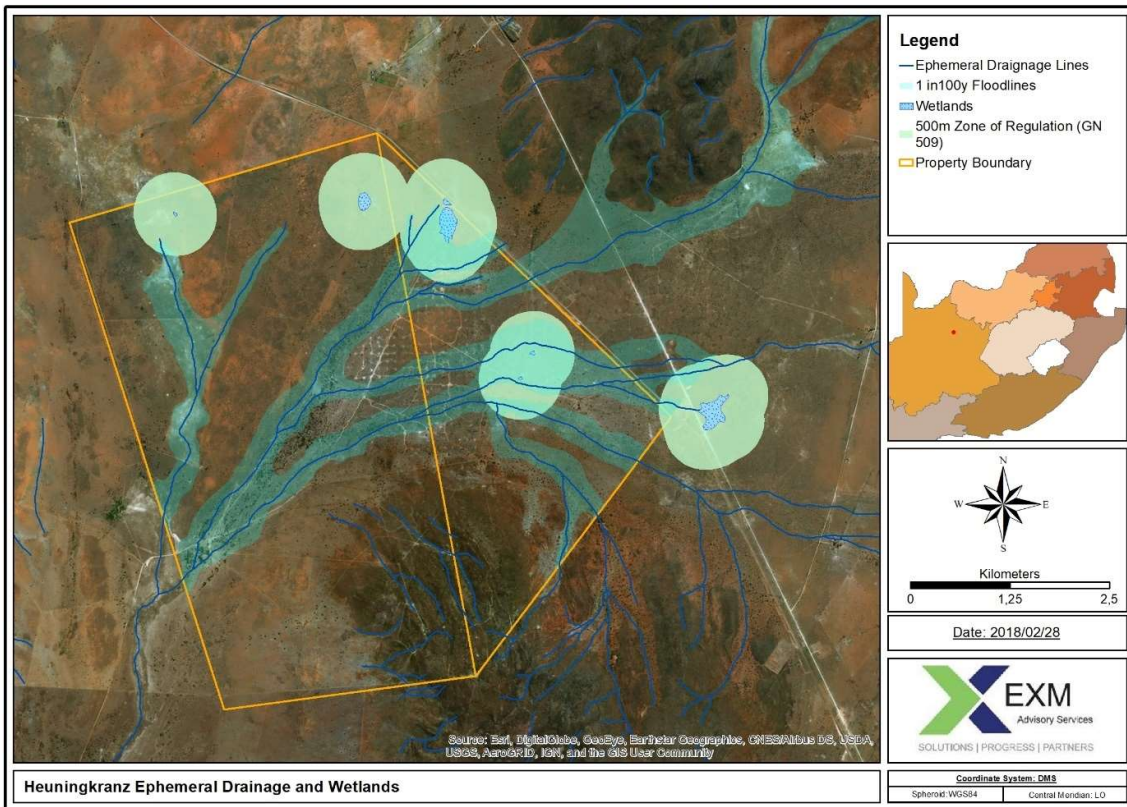 Legend
Ephemeral Draignage Lines
1 in100y Floodlines
Wetlands
500m Zone of Regulation (GN
509)
Property Boundary
N
W
E
S
Kilometers
0
1,25
2,5
Date: 2018/02/28
EXM
Advisory Services
SOLUTIONS | PROGRESS | PARTNERS
Source: Esri, DigitalGlobe, GeoEye, Earthstar Geographics, CNES/Airbus DS, USDA,
USGS, AeroGRID, IGN, and the GIS User Community
Heuningkranz Ephemeral Drainage and Wetlands
Coordinate System: DMS
Spheroid: WGS84
Central Meridian: LO